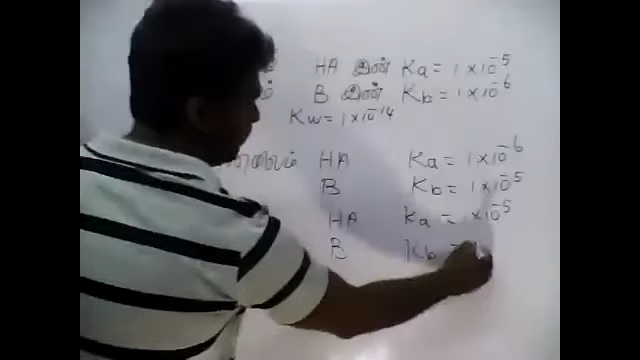 HA இன் Ka = 1×10⁻⁵
B இன் Kb = 1×10⁻⁶
Kw = 1×10⁻¹⁴
HA Ka = 1×10⁻⁶
B Kb = 1×10⁻⁵
HA Ka = 1×10⁻⁵
B Kb =